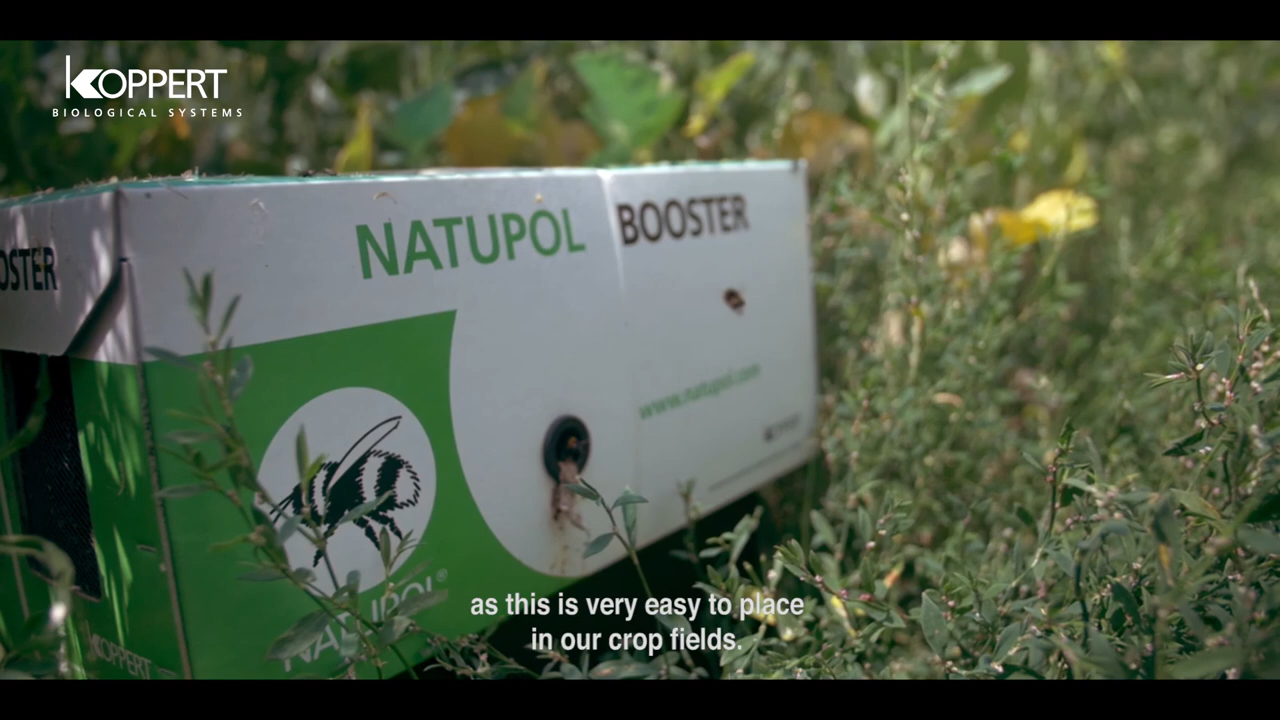 KOPPERT
BIOLOGICAL SYSTEMS
NATUPOL BOOSTER
OSTER
www.natupol.com
NATUPOL®
KOPPERT
as this is very easy to place
in our crop fields.